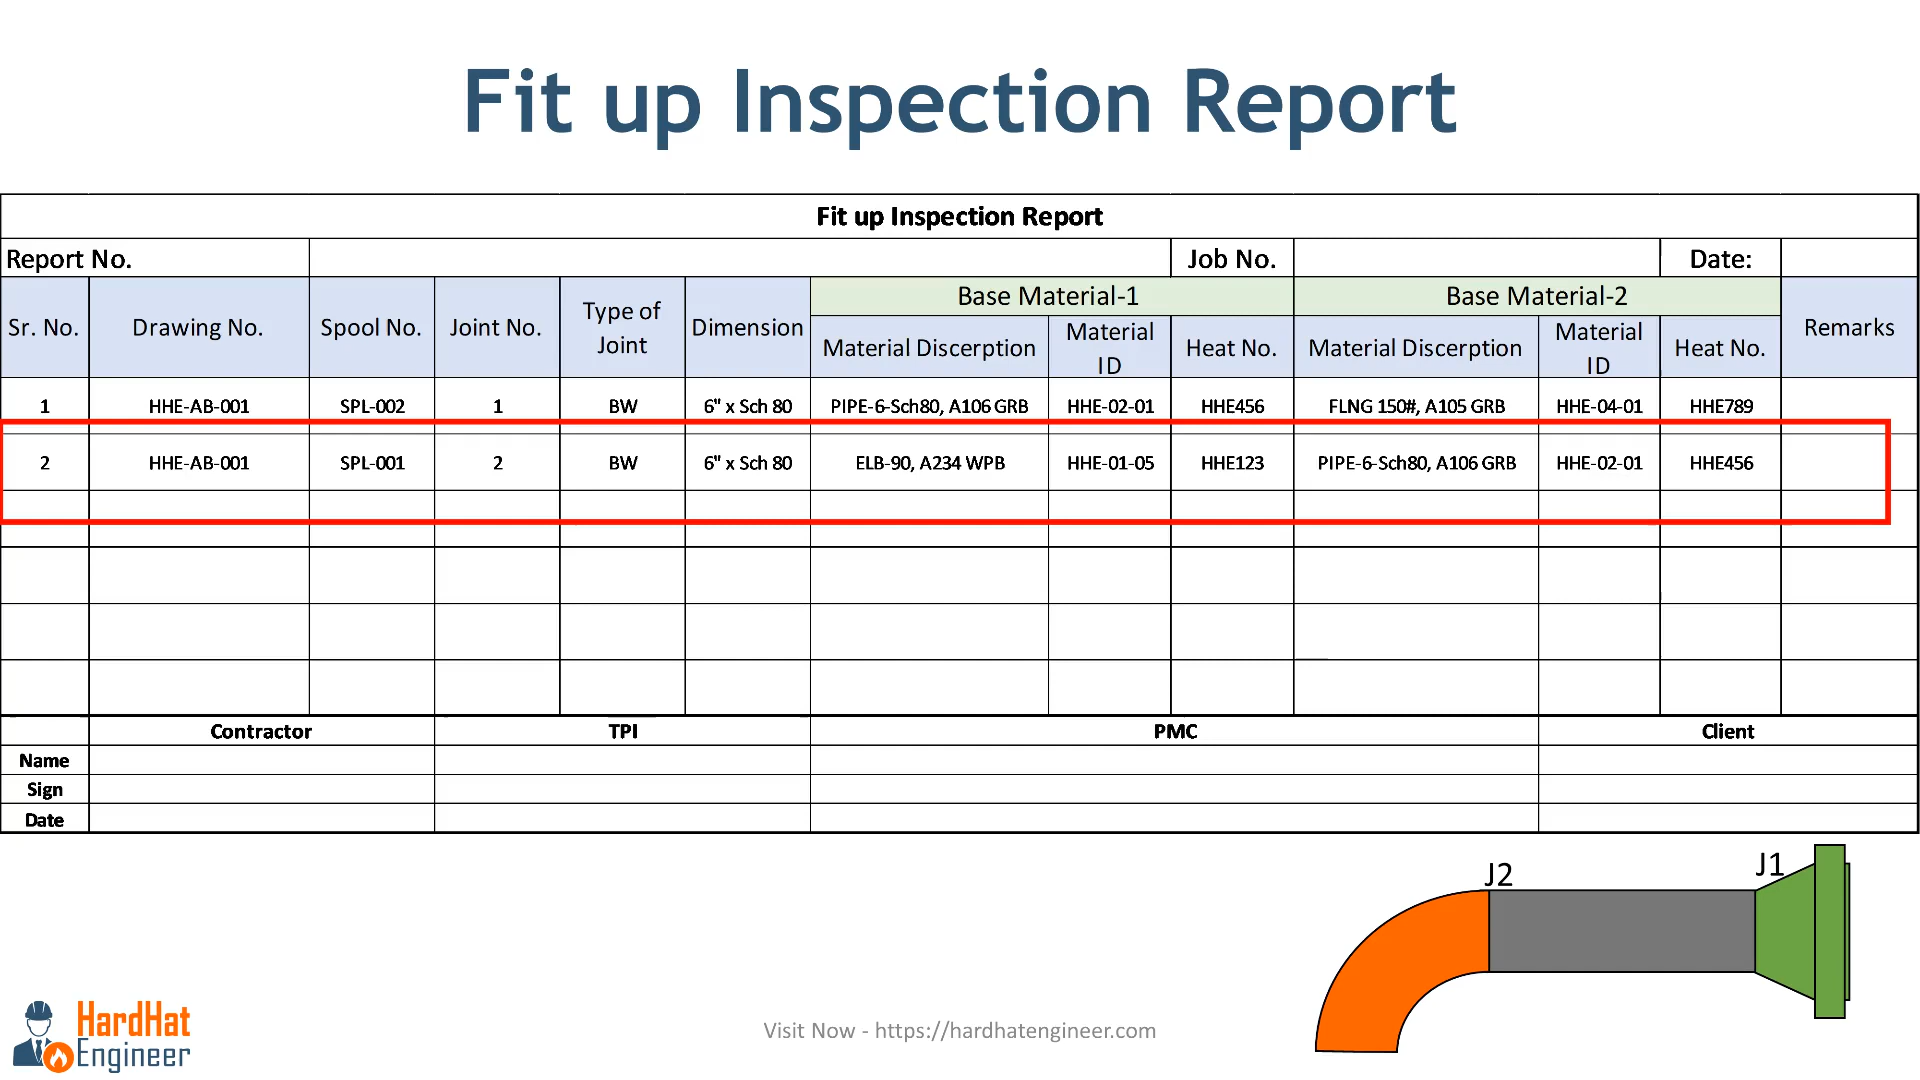 Fit up Inspection Report
Fit up Inspection Report
Report No. Job No. Date:
Sr. No. Drawing No. Spool No. Joint No. Type of Joint Dimension Base Material-1 Base Material-2 Remarks
Material Discerption Material ID Heat No. Material Discerption Material ID Heat No.
1 HHE-AB-001 SPL-002 1 BW 6" x Sch 80 PIPE-6-Sch80, A106 GRB HHE-02-01 HHE456 FLNG 150#, A105 GRB HHE-04-01 HHE789
2 HHE-AB-001 SPL-001 2 BW 6" x Sch 80 ELB-90, A234 WPB HHE-01-05 HHE123 PIPE-6-Sch80, A106 GRB HHE-02-01 HHE456
Contractor TPI PMC Client
Name
Sign
Date
J2 J1
HardHat
Engineer
Visit Now - https://hardhatengineer.com